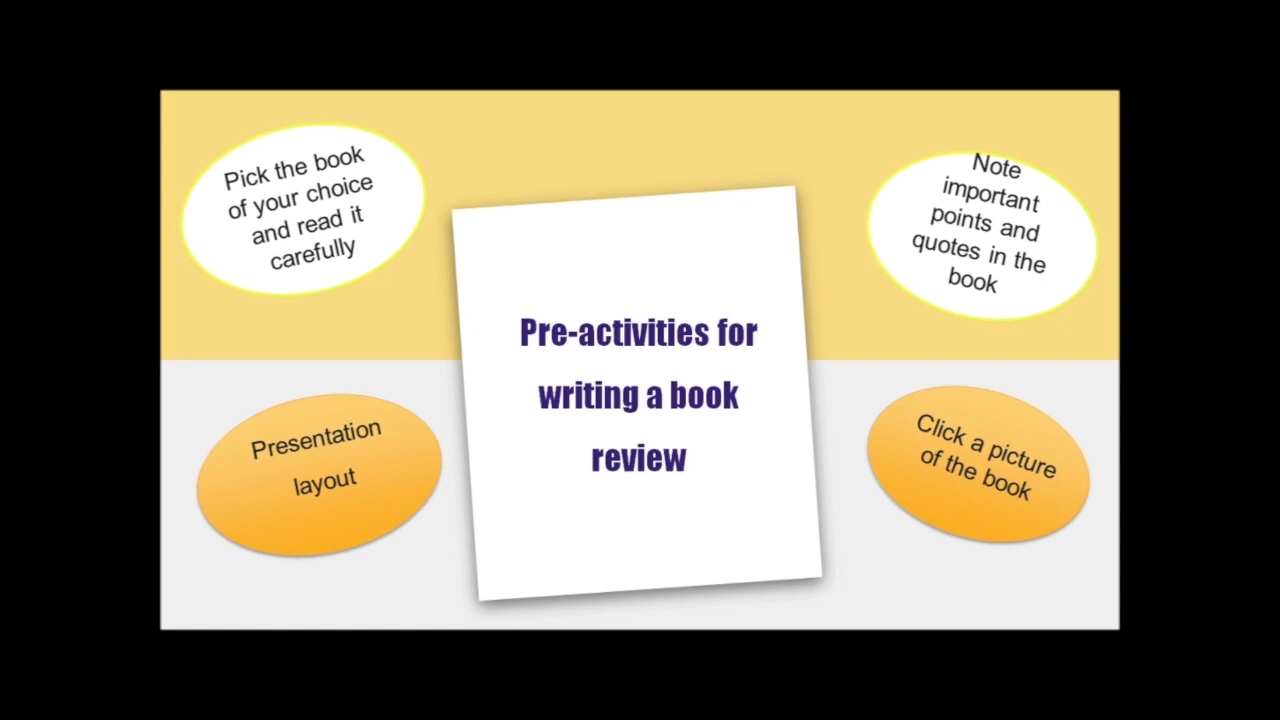 Pick the book
of your choice
and read it
carefully
Note
important
points and
quotes in the
book
Pre-activities for
writing a book
review
Presentation
layout
Click a picture
of the book